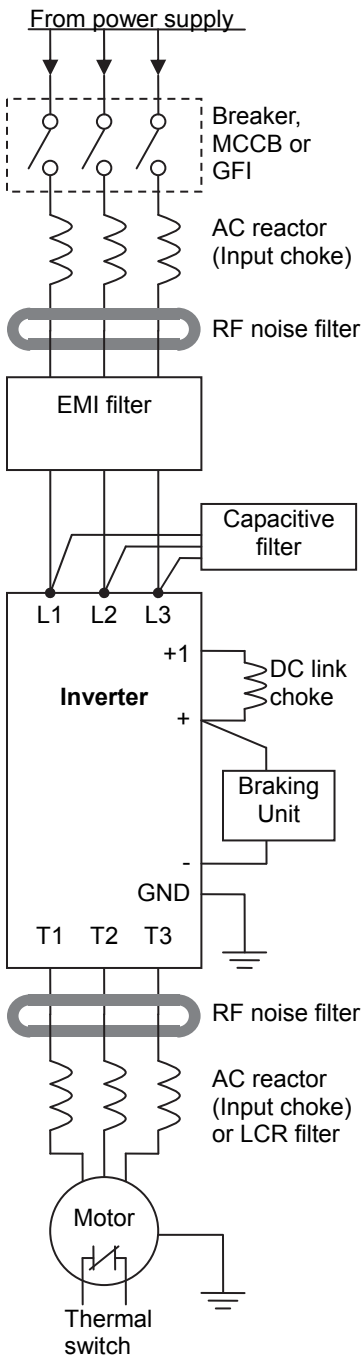 From power supply
Breaker,
MCCB or
GFI
AC reactor
(Input choke)
RF noise filter
EMI filter
Capacitive
filter
L1 L2 L3
+1
DC link
choke
Inverter
+
Braking
Unit
-
GND
T1 T2 T3
RF noise filter
AC reactor
(Input choke)
or LCR filter
Motor
Thermal
switch